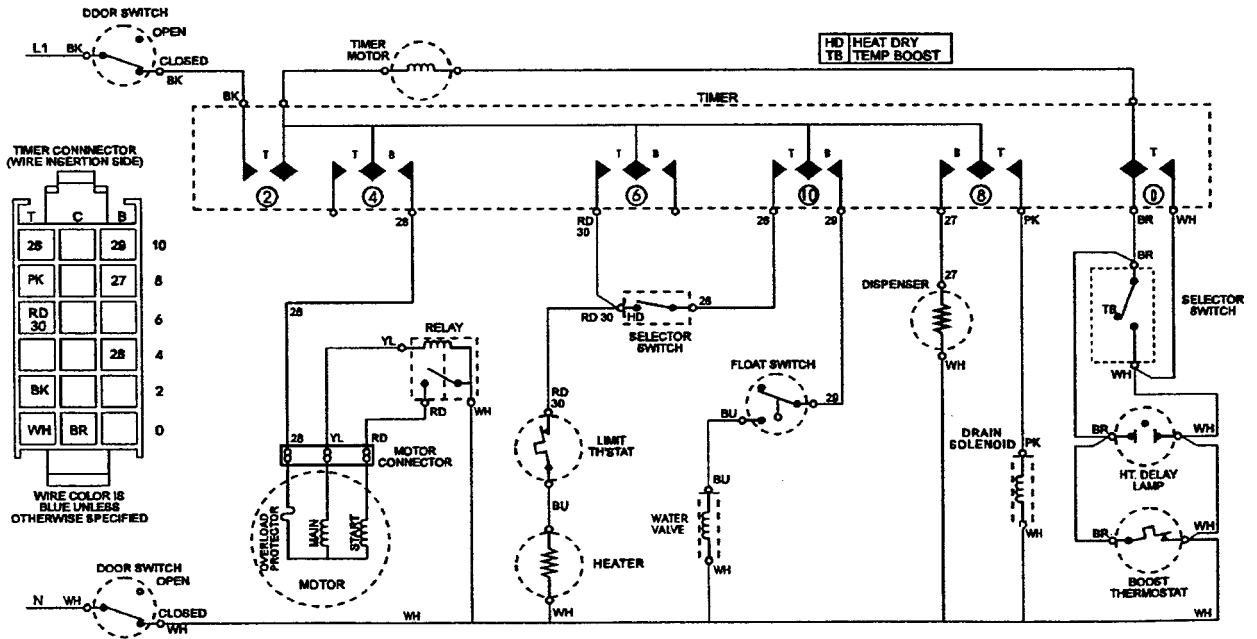 DOOR SWITCH
OPEN
L1
BK
CLOSED
BK
TIMER
MOTOR
HD HEAT DRY
TB TEMP BOOST
BK
TIMER
T
2
T
B
4
T
B
6
T
B
10
B
T
8
T
0
TIMER CONNNECTOR
(WIRE INSERTION SIDE)
T C B
26 29 10
PK 27 8
RD
30
6
28 4
BK 2
WH BR 0
WIRE COLOR IS
BLUE UNLESS
OTHERWISE SPECIFIED
28
RD
30
26
29
27
PK
BR
WH
28
RELAY
YL
RD
WH
28
YL
RD
MOTOR
CONNECTOR
OVERLOAD
PROTECTOR
MAIN
START
MOTOR
RD 30
HD
26
SELECTOR
SWITCH
RD
30
LIMIT
TH'STAT
BU
HEATER
WH
FLOAT SWITCH
BU
29
BU
WATER
VALVE
WH
DISPENSER
27
WH
DRAIN
SOLENOID
PK
WH
BR
TB
SELECTOR
SWITCH
WH
BR
WH
HT. DELAY
LAMP
BR
WH
BOOST
THERMOSTAT
DOOR SWITCH
OPEN
N
WH
CLOSED
WH
WH
WH